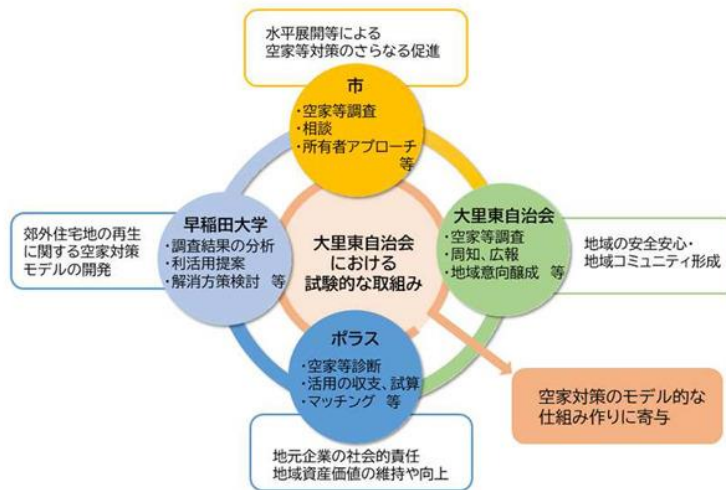 水平展開等による
空家等対策のさらなる促進
市
・空家等調査
・相談
・所有者アプローチ
等
早稲田大学
・調査結果の分析
・利活用提案
・解消方策検討 等
郊外住宅地の再生
に関する空家対策
モデルの開発
大里東自治会
における
試験的な取組み
大里東自治会
・空家等調査
・周知、広報
・地域意向醸成 等
地域の安全安心・
地域コミュニティ形成
ポラス
・空家等診断
・活用の収支、試算
・マッチング 等
地元企業の社会的責任
地域資産価値の維持や向上
空家対策のモデル的な
仕組み作りに寄与